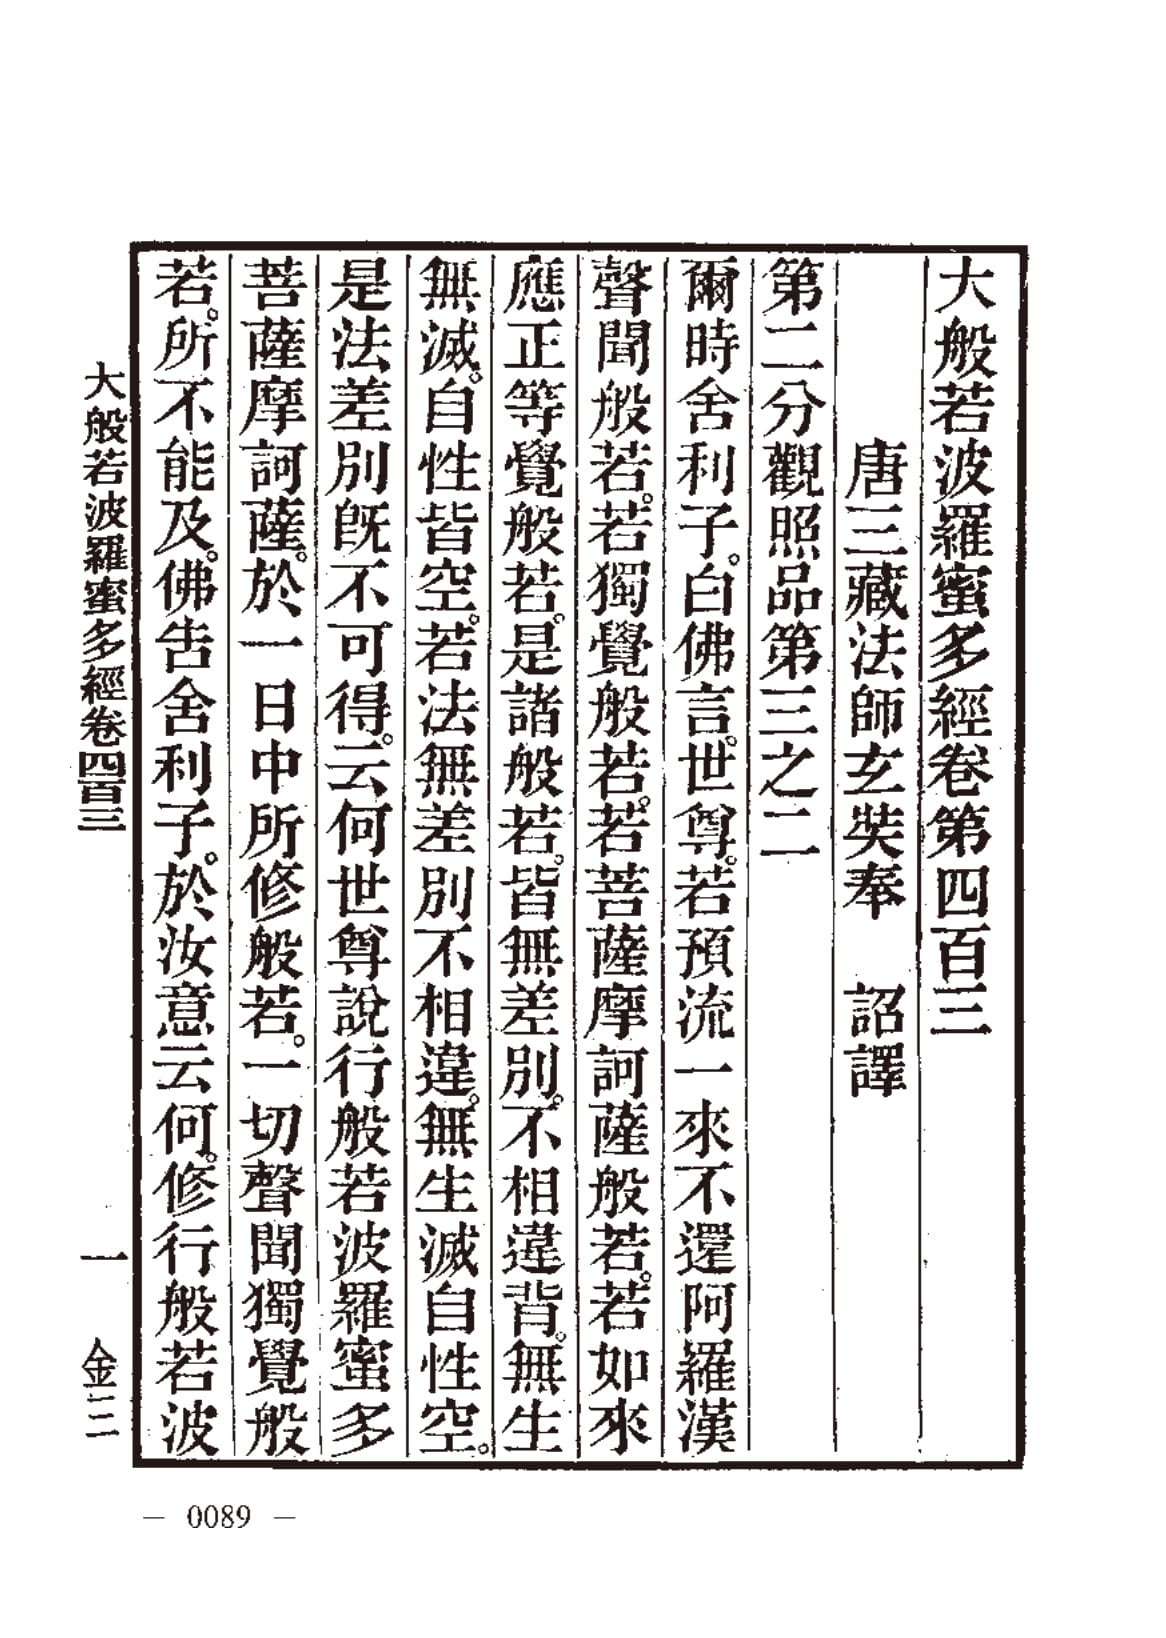 大般若波羅蜜多經卷第四百三
唐三藏法師玄奘奉　詔譯
第二分觀照品第三之二
爾時舍利子。白佛言。世尊。若預流一來不還阿羅漢
聲聞般若。若獨覺般若。若菩薩摩訶薩般若。若如來
應正等覺般若。是諸般若。皆無差別。不相違背。無生
無滅。自性皆空。若法無差別不相違。無生滅自性空。
是法差別既不可得。云何世尊說行般若波羅蜜多
菩薩摩訶薩。於一日中所修般若。一切聲聞獨覺般
若。所不能及。佛告舍利子。於汝意云何。修行般若波
大般若波羅蜜多經卷四百三　一　金三
— 0089 —